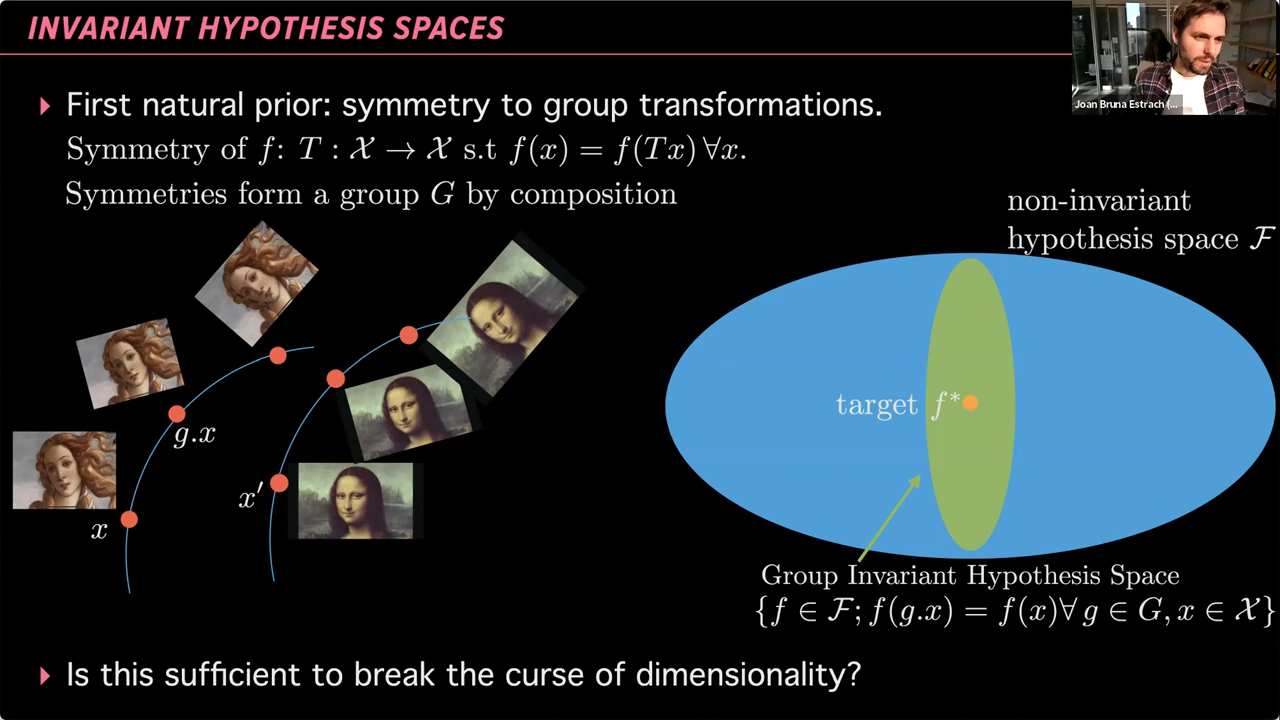 INVARIANT HYPOTHESIS SPACES
Joan Bruna Estrach (...
First natural prior: symmetry to group transformations.
Symmetry of f: T : 𝒳 → 𝒳 s.t f(x) = f(Tx) ∀x.
Symmetries form a group G by composition
non-invariant
hypothesis space ℱ
g.x
x
x′
target f*
Group Invariant Hypothesis Space
{f ∈ ℱ; f(g.x) = f(x)∀ g ∈ G, x ∈ 𝒳}
Is this sufficient to break the curse of dimensionality?